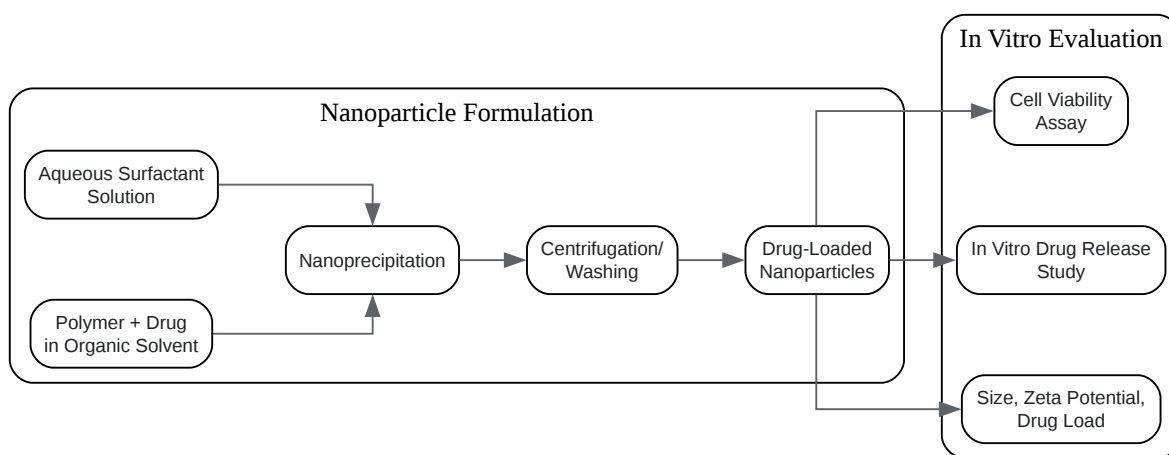 Nanoparticle Formulation
Aqueous Surfactant
Solution
Polymer + Drug
in Organic Solvent
Nanoprecipitation
Centrifugation/
Washing
Drug-Loaded
Nanoparticles
In Vitro Evaluation
Cell Viability
Assay
In Vitro Drug Release
Study
Size, Zeta Potential,
Drug Load